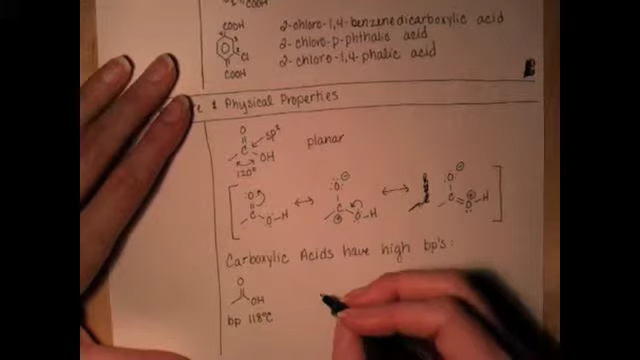 COOH
COOH
2-chloro-1,4-benzenedicarboxylic acid
2-chloro-p-phthalic acid
Cl
2-chloro-1,4-phalic acid
COOH
& Physical Properties
O
sp²
C
OH
planar
120°
:O:
C
O-H
:O:
C
O-H
:O:
C
O-H
Carboxylic Acids have high bp's:
O
OH
bp 118°C